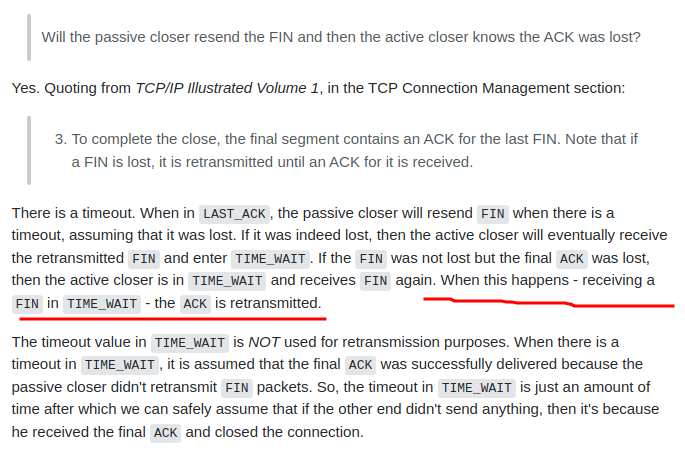 Will the passive closer resend the FIN and then the active closer knows the ACK was lost?
Yes. Quoting from TCP/IP Illustrated Volume 1, in the TCP Connection Management section:
3. To complete the close, the final segment contains an ACK for the last FIN. Note that if
a FIN is lost, it is retransmitted until an ACK for it is received.
There is a timeout. When in LAST_ACK, the passive closer will resend FIN when there is a
timeout, assuming that it was lost. If it was indeed lost, then the active closer will eventually receive
the retransmitted FIN and enter TIME_WAIT. If the FIN was not lost but the final ACK was lost,
then the active closer is in TIME_WAIT and receives FIN again. When this happens - receiving a
FIN in TIME_WAIT - the ACK is retransmitted.
The timeout value in TIME_WAIT is NOT used for retransmission purposes. When there is a
timeout in TIME_WAIT, it is assumed that the final ACK was successfully delivered because the
passive closer didn't retransmit FIN packets. So, the timeout in TIME_WAIT is just an amount of
time after which we can safely assume that if the other end didn't send anything, then it's because
he received the final ACK and closed the connection.